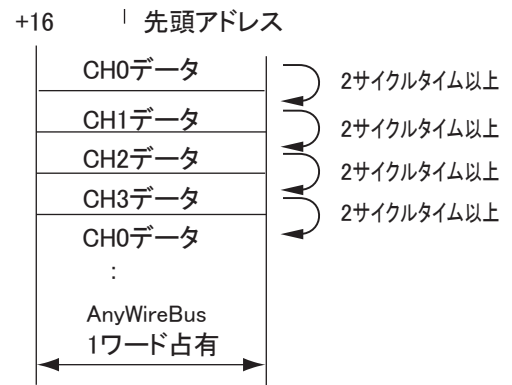 +16 先頭アドレス
CH0データ
2サイクルタイム以上
CH1データ
2サイクルタイム以上
CH2データ
2サイクルタイム以上
CH3データ
2サイクルタイム以上
CH0データ
:
AnyWireBus
1ワード占有